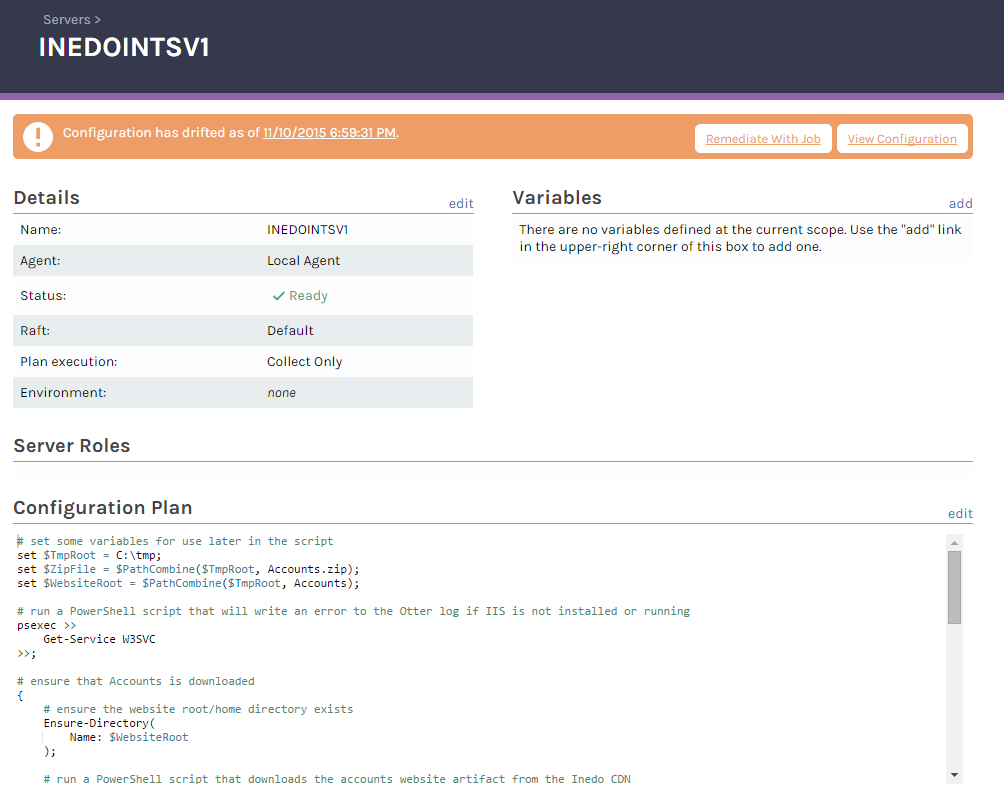 Servers >
INEDOINTSV1
Configuration has drifted as of 11/10/2015 6:59:31 PM.
Remediate With Job
View Configuration
Details
edit
Name: INEDOINTSV1
Agent: Local Agent
Status: Ready
Raft: Default
Plan execution: Collect Only
Environment: none
Variables
add
There are no variables defined at the current scope. Use the "add" link
in the upper-right corner of this box to add one.
Server Roles
Configuration Plan
edit
# set some variables for use later in the script
set $TmpRoot = C:\tmp;
set $ZipFile = $PathCombine($TmpRoot, Accounts.zip);
set $WebsiteRoot = $PathCombine($TmpRoot, Accounts);
# run a PowerShell script that will write an error to the Otter log if IIS is not installed or running
psexec >>
Get-Service W3SVC
>>;
# ensure that Accounts is downloaded
{
# ensure the website root/home directory exists
Ensure-Directory(
Name: $WebsiteRoot
);
# run a PowerShell script that downloads the accounts website artifact from the Inedo CDN